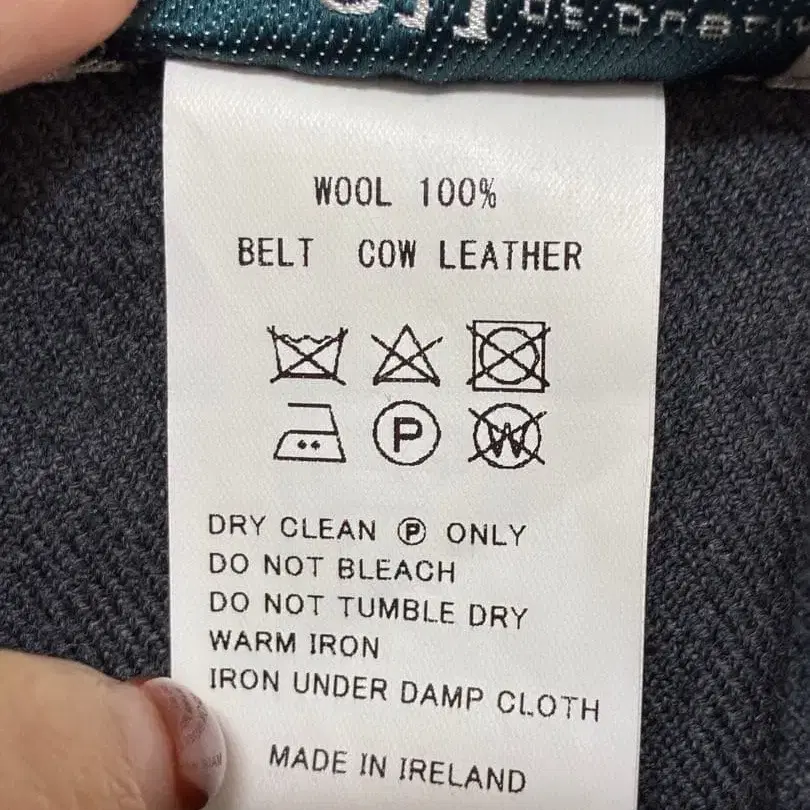 WOOL 100%
BELT COW LEATHER
P W
DRY CLEAN Ⓟ ONLY
DO NOT BLEACH
DO NOT TUMBLE DRY
WARM IRON
IRON UNDER DAMP CLOTH
MADE IN IRELAND